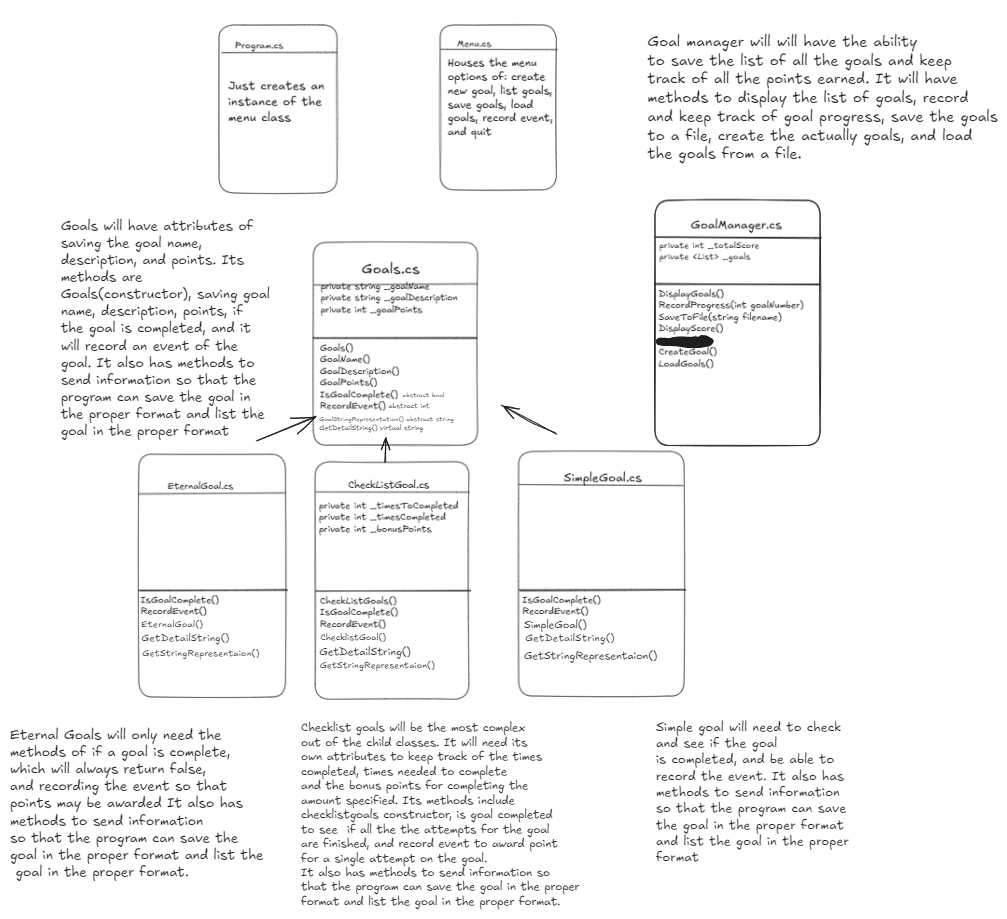 Program.cs
Just creates an
instance of the
menu class
Menu.cs
Houses the menu
options of: create
new goal, list goals,
save goals, load
goals, record event,
and quit
Goal manager will will have the ability
to save the list of all the goals and keep
track of all the points earned. It will have
methods to display the list of goals, record
and keep track of goal progress, save the goals
to a file, create the actually goals, and load
the goals from a file.
Goals will have attributes of
saving the goal name,
description, and points. Its
methods are
Goals(constructor), saving goal
name, description, points, if
the goal is completed, and it
will record an event of the
goal. It also has methods to
send information so that the
program can save the goal in
the proper format and list the
goal in the proper format
Goals.cs
private string _goalName
private string _goalDescription
private int _goalPoints
Goals()
GoalName()
GoalDescription()
GoalPoints()
IsGoalComplete() abstract bool
RecordEvent() abstract int
GoalStringRepresentation() abstract string
GetDetailString() virtual string
GoalManager.cs
private int _totalScore
private <List> _goals
DisplayGoals()
RecordProgress(int goalNumber)
SaveToFile(string filename)
DisplayScore()
CreateGoal()
LoadGoals()
EternalGoal.cs
IsGoalComplete()
RecordEvent()
EternalGoal()
GetDetailString()
GetStringRepresentaion()
CheckListGoal.cs
private int _timesToCompleted
private int _timesCompleted
private int _bonusPoints
CheckListGoals()
IsGoalComplete()
RecordEvent()
ChecklistGoal()
GetDetailString()
GetStringRepresentaion()
SimpleGoal.cs
IsGoalComplete()
RecordEvent()
SimpleGoal()
GetDetailString()
GetStringRepresentaion()
Eternal Goals will only need the
methods of if a goal is complete,
which will always return false,
and recording the event so that
points may be awarded It also has
methods to send information
so that the program can save the
goal in the proper format and list the
goal in the proper format.
Checklist goals will be the most complex
out of the child classes. It will need its
own attributes to keep track of the times
completed, times needed to complete
and the bonus points for completing the
amount specified. Its methods include
checklistgoals constructor, is goal completed
to see if all the the attempts for the goal
are finished, and record event to award point
for a single attempt on the goal.
It also has methods to send information so
that the program can save the goal in the proper
format and list the goal in the proper format.
Simple goal will need to check
and see if the goal
is completed, and be able to
record the event. It also has
methods to send information
so that the program can save
the goal in the proper format
and list the goal in the proper
format